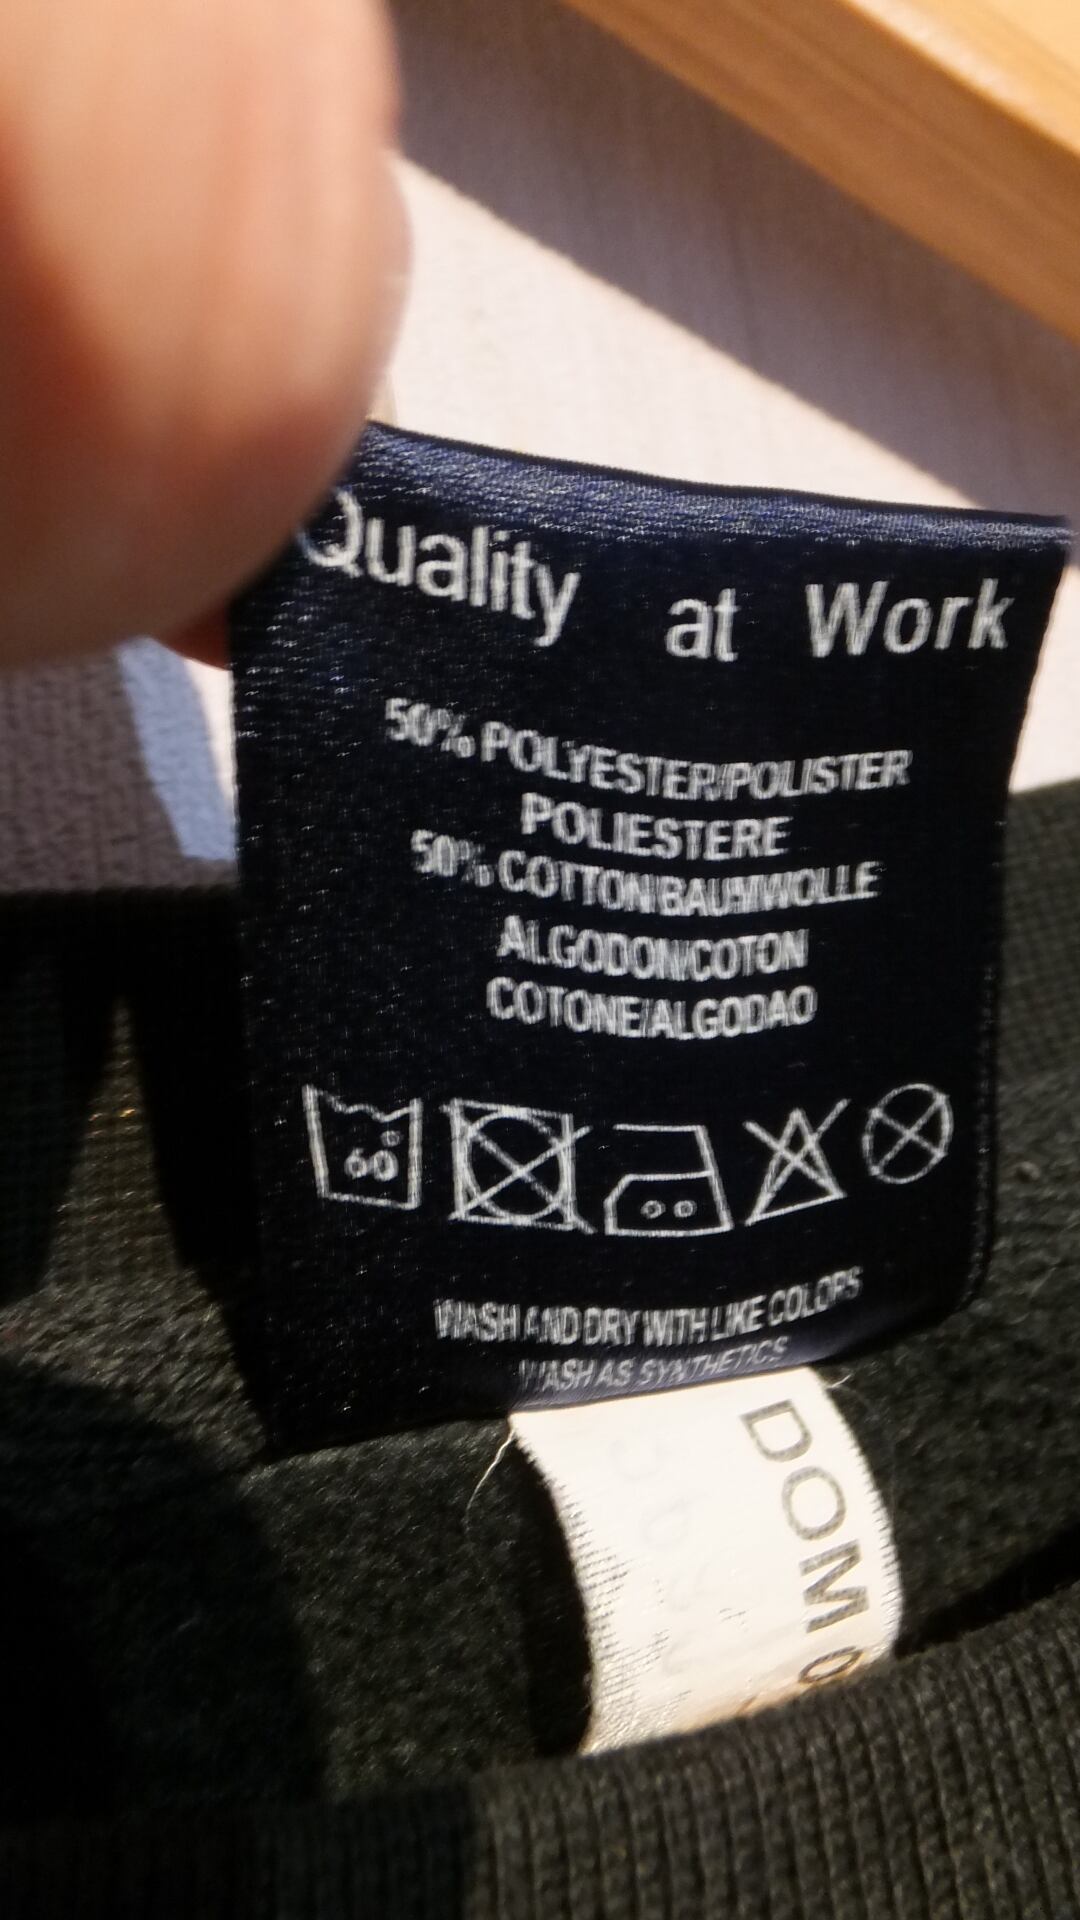 Quality at Work
50% POLYESTER/POLISTER
POLIESTERE
50% COTTON/BAUMWOLLE
ALGODON/COTON
COTONE/ALGODAO
WASH AND DRY WITH LIKE COLORS
WASH AS SYNTHETICS
DOM